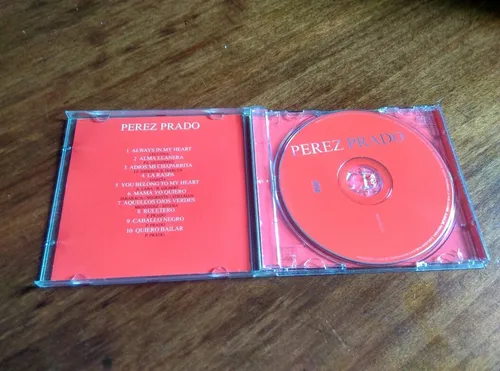 PEREZ PRADO
1 ALWAYS IN MY HEART
2 ALMA LLANERA
3 ADIOS MI CHAPARRITA
4 LA RASPA
5 YOU BELONG TO MY HEART
6 MAMA YO QUIERO
7 AQUELLOS OJOS VERDES
8 RULETERO
9 CABALLO NEGRO
10 QUIERO BAILAR
PEREZ PRADO